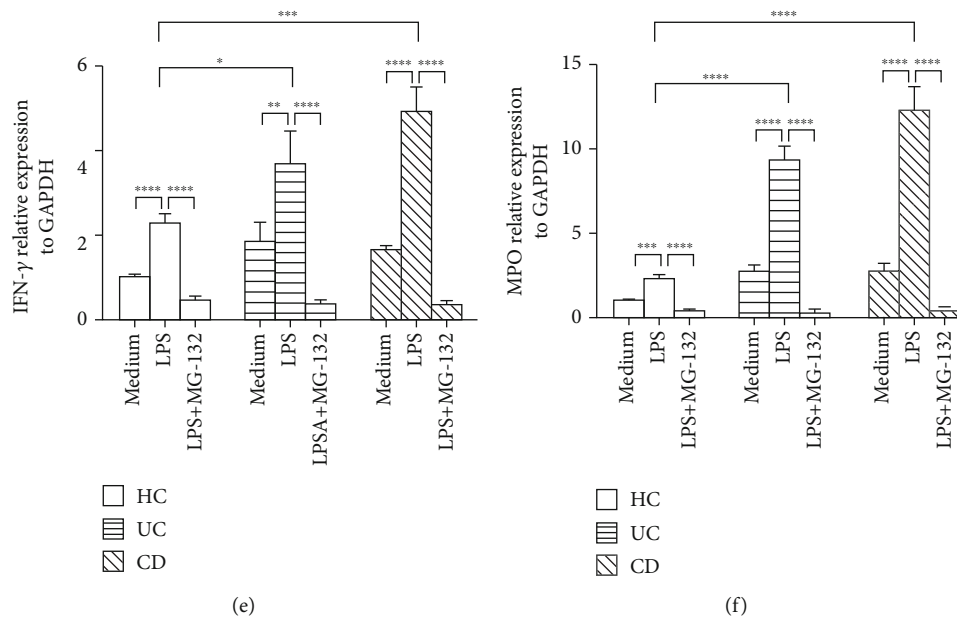 ***
*
**** ****
** ****
**** ****
6
4
2
0
IFN-γ relative expression
to GAPDH
Medium
LPS
LPS+MG-132
Medium
LPS
LPSA+MG-132
Medium
LPS
LPS+MG-132
HC
UC
CD
(e)
****
****
*** ****
**** ****
**** ****
15
10
5
0
MPO relative expression
to GAPDH
Medium
LPS
LPS+MG-132
Medium
LPS
LPS+MG-132
Medium
LPS
LPS+MG-132
HC
UC
CD
(f)